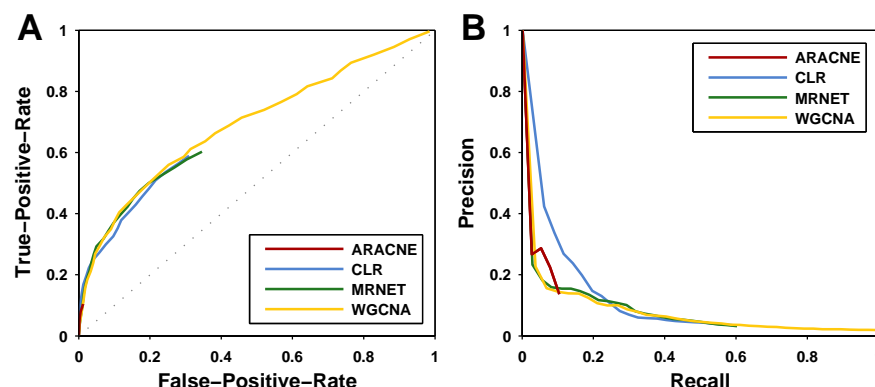 A
B
True−Positive−Rate
1
0.8
0.6
0.4
0.2
0
0
0.2
0.4
0.6
0.8
1
False−Positive−Rate
ARACNE
CLR
MRNET
WGCNA
Precision
1
0.8
0.6
0.4
0.2
0
0
0.2
0.4
0.6
0.8
Recall
ARACNE
CLR
MRNET
WGCNA